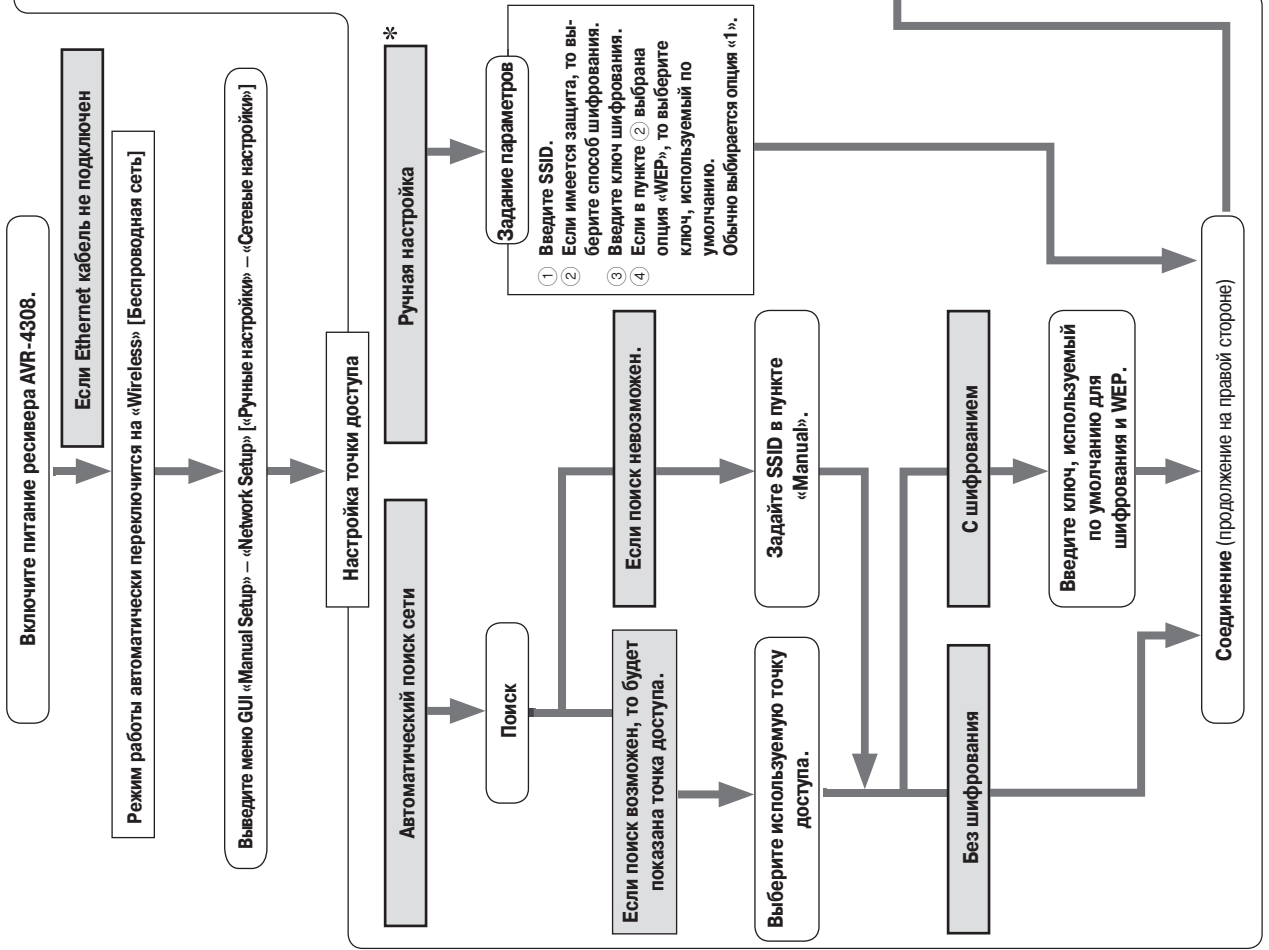 Включите питание ресивера AVR-4308.
Если Ethernet кабель не подключен
Режим работы автоматически переключится на «Wireless» [Беспроводная сеть]
Выведите меню GUI «Manual Setup» – «Network Setup» [«Ручные настройки» – «Сетевые настройки»]
Настройка точки доступа
Автоматический поиск сети
Поиск
Если поиск возможен, то будет
показана точка доступа.
Выберите используемую точку
доступа.
Если поиск невозможен.
Задайте SSID в пункте
«Manual».
Без шифрования
С шифрованием
Введите ключ, используемый
по умолчанию для
шифрования и WEP.
Ручная настройка
*
Задание параметров
① Введите SSID.
② Если имеется защита, то вы-
берите способ шифрования.
③ Введите ключ шифрования.
④ Если в пункте ② выбрана
опция «WEP», то выберите
ключ, используемый по
умолчанию.
Обычно выбирается опция «1».
Соединение (продолжение на правой стороне)